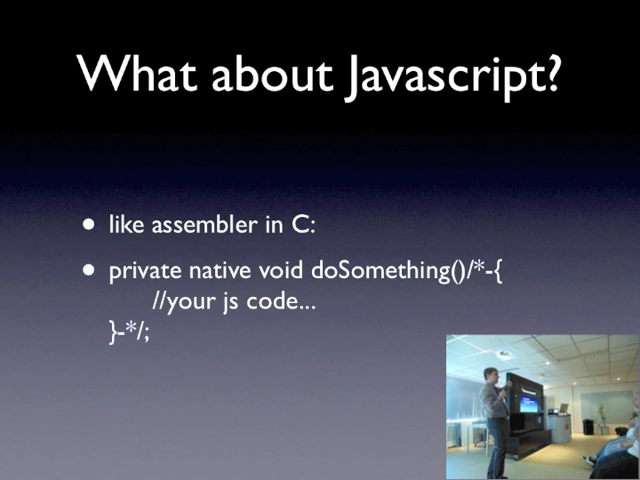 What about Javascript?
• like assembler in C:
• private native void doSomething()/*-{
//your js code...
}-*/;